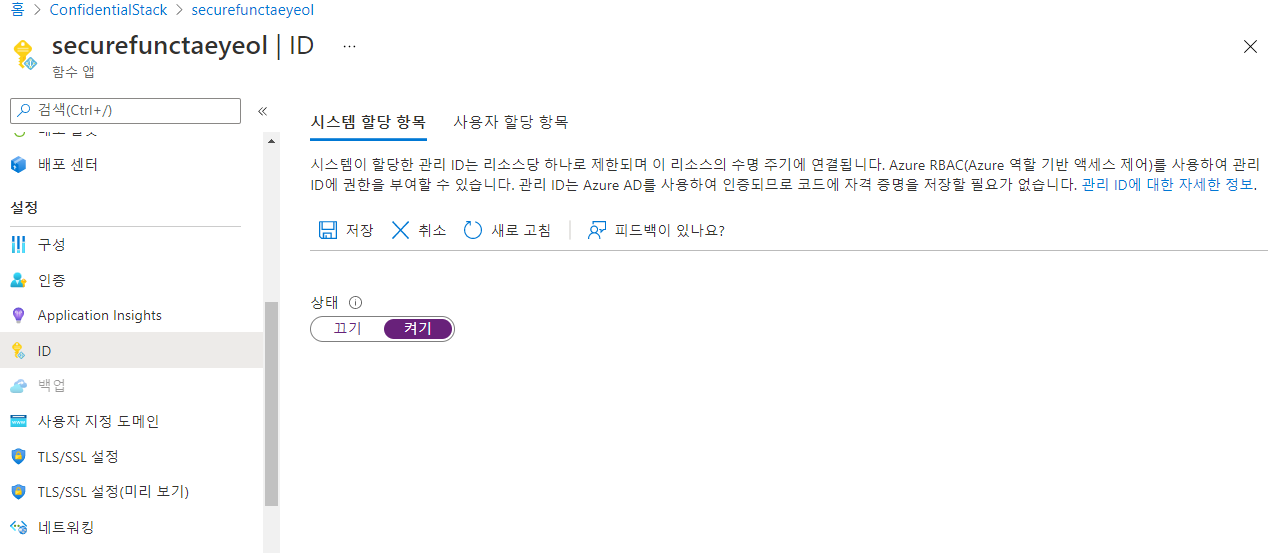 홈 > ConfidentialStack > securefunctaeyeol
securefunctaeyeol | ID ...
함수 앱
검색(Ctrl+/)
배포 센터
설정
구성
인증
Application Insights
ID
백업
사용자 지정 도메인
TLS/SSL 설정
TLS/SSL 설정(미리 보기)
네트워킹
시스템 할당 항목 사용자 할당 항목
시스템이 할당한 관리 ID는 리소스당 하나로 제한되며 이 리소스의 수명 주기에 연결됩니다. Azure RBAC(Azure 역할 기반 액세스 제어)를 사용하여 관리
ID에 권한을 부여할 수 있습니다. 관리 ID는 Azure AD를 사용하여 인증되므로 코드에 자격 증명을 저장할 필요가 없습니다. 관리 ID에 대한 자세한 정보.
저장 취소 새로 고침 피드백이 있나요?
상태
끄기 켜기